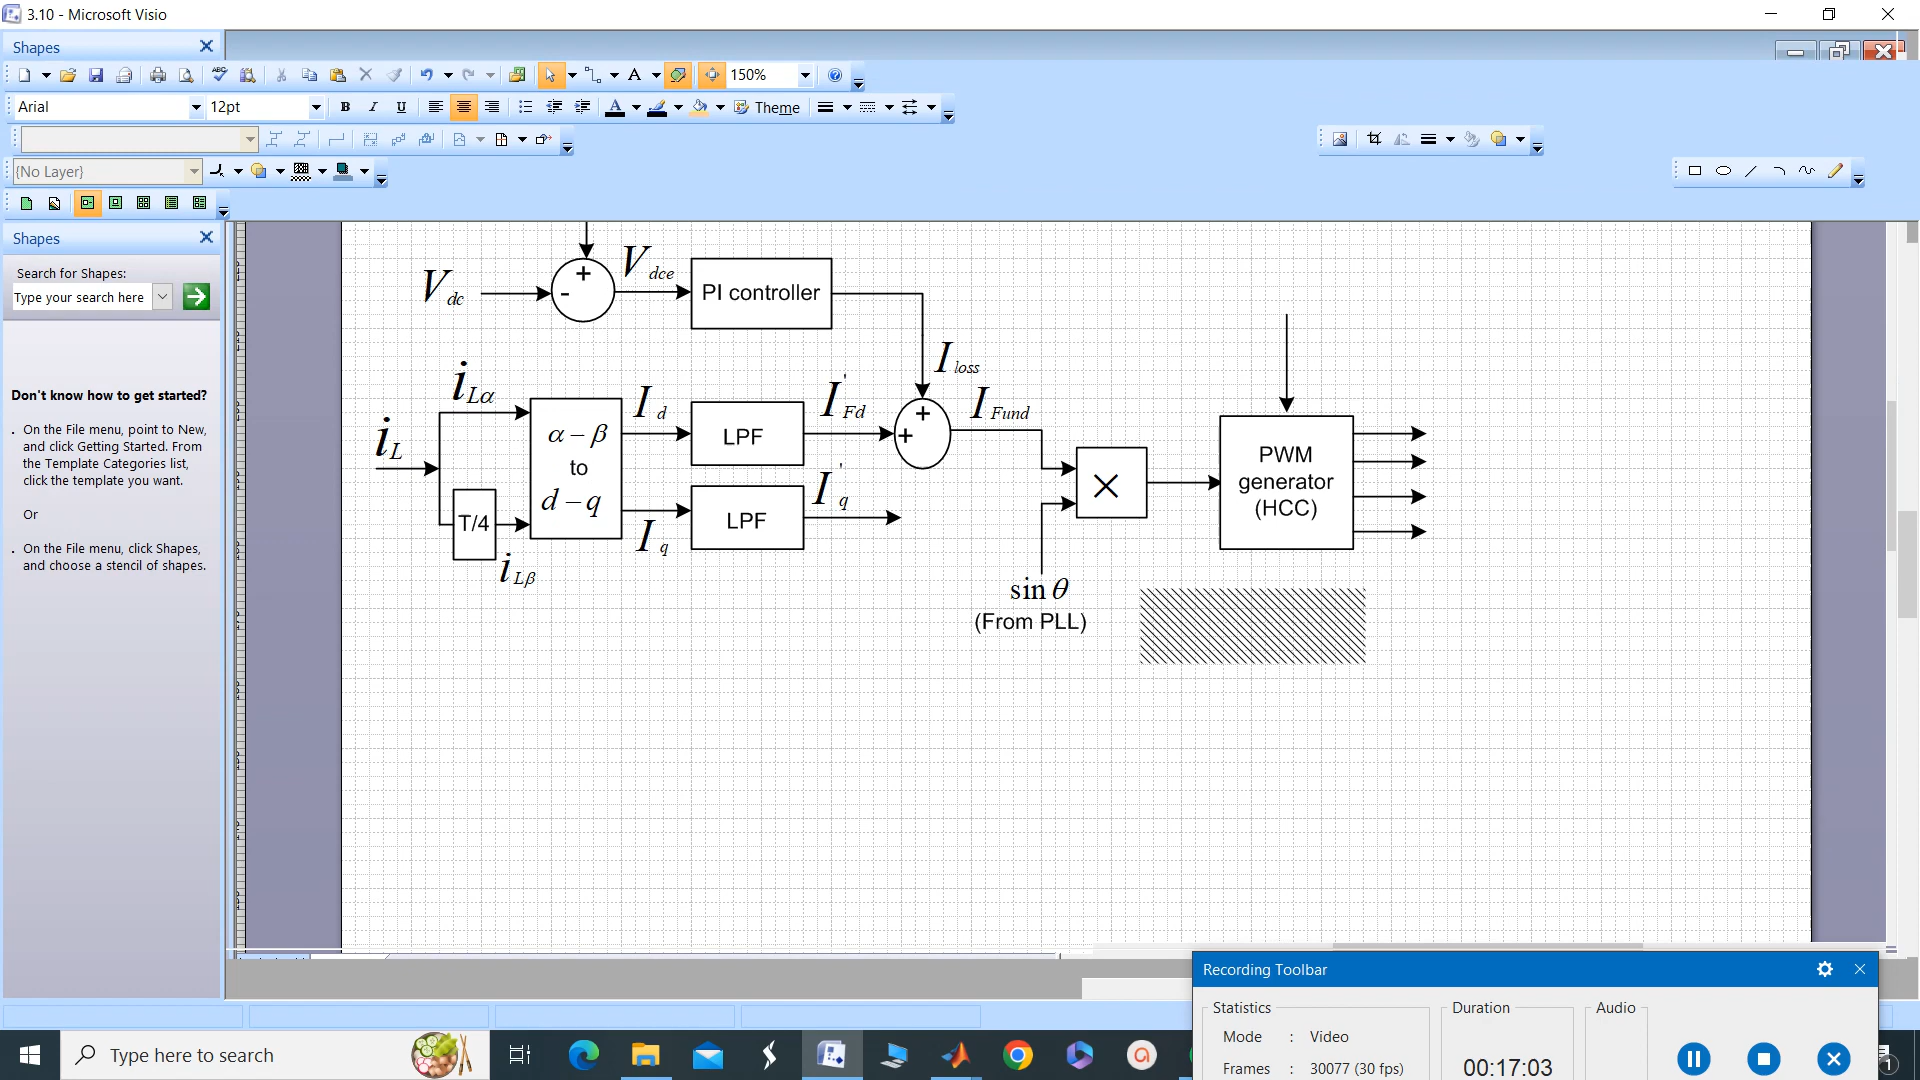 3.10 - Microsoft Visio
Shapes
150%
Arial
12pt
B I U
Theme
{No Layer}
Shapes
Search for Shapes:
Type your search here
Don't know how to get started?
. On the File menu, point to New,
and click Getting Started. From
the Template Categories list,
click the template you want.
Or
. On the File menu, click Shapes,
and choose a stencil of shapes.
V dc
+
-
V dce
PI controller
I loss
i Lα
i L
T/4
i Lβ
α – β
to
d – q
I d
LPF
I' Fd
I q
LPF
I' q
+
+
I Fund
×
sin θ
(From PLL)
PWM
generator
(HCC)
Recording Toolbar
Statistics
Mode : Video
Frames : 30077 (30 fps)
Duration
00:17:03
Audio
Type here to search
1